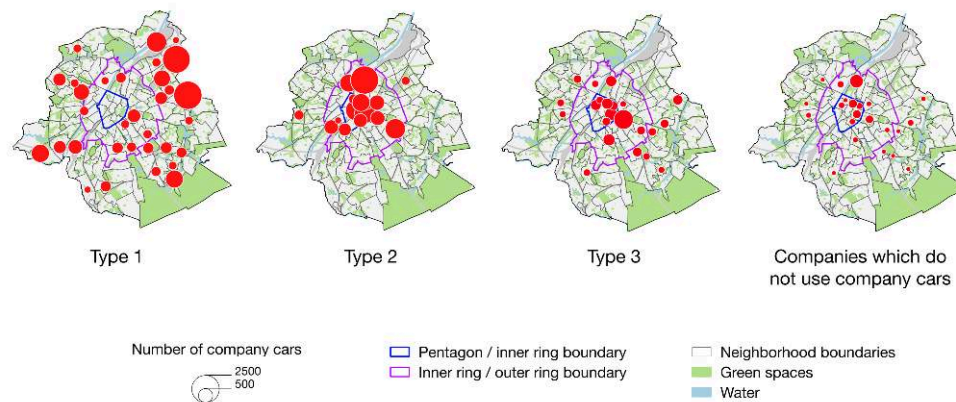 Type 1
Type 2
Type 3
Companies which do
not use company cars
Number of company cars
2500
500
Pentagon / inner ring boundary
Inner ring / outer ring boundary
Neighborhood boundaries
Green spaces
Water